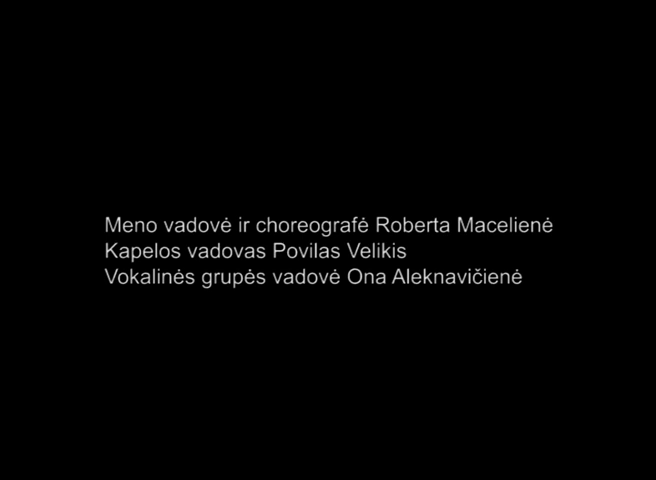 Meno vadovė ir choreografė Roberta Macelienė
Kapelos vadovas Povilas Velikis
Vokalinės grupės vadovė Ona Aleknavičienė